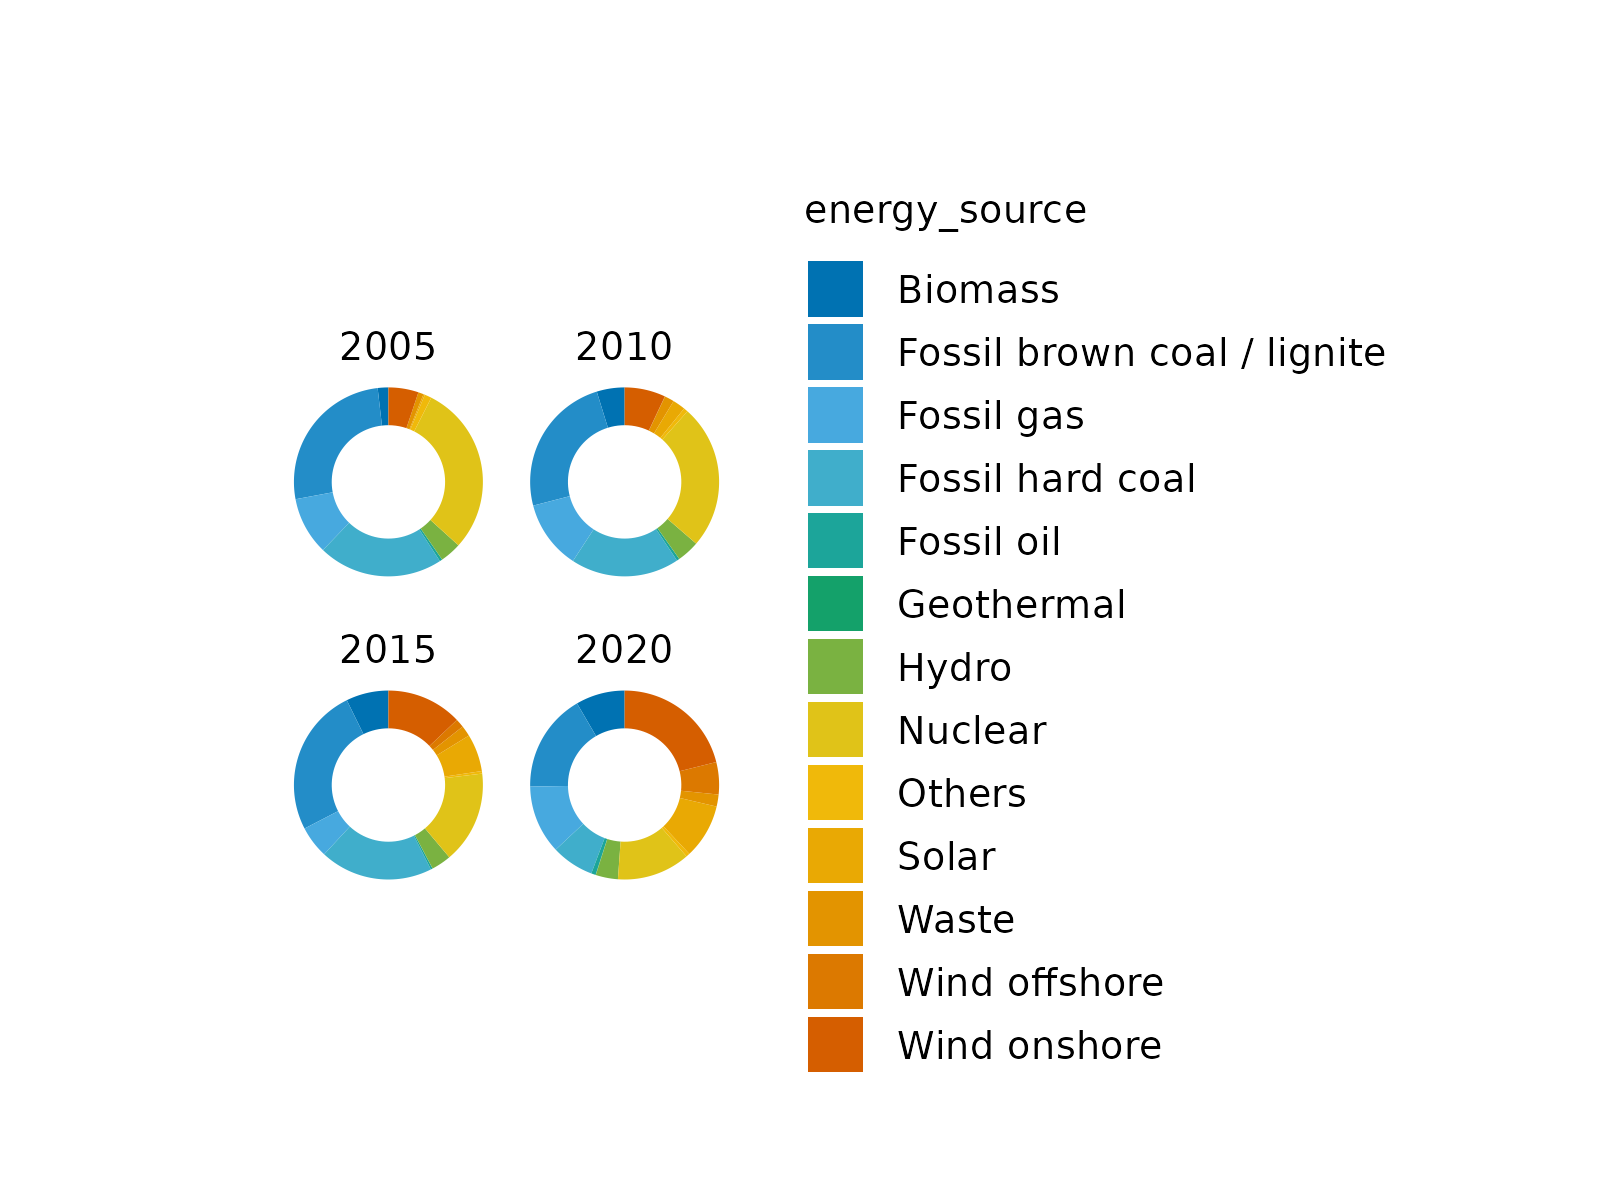 2005
2010
2015
2020
energy_source
Biomass
Fossil brown coal / lignite
Fossil gas
Fossil hard coal
Fossil oil
Geothermal
Hydro
Nuclear
Others
Solar
Waste
Wind offshore
Wind onshore